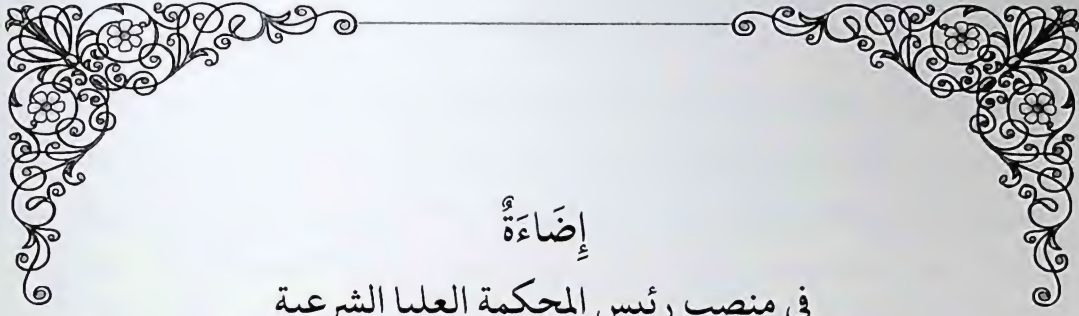 إِضَاءَةٌ
في منصب رئيس المحكمة العليا الشرعية